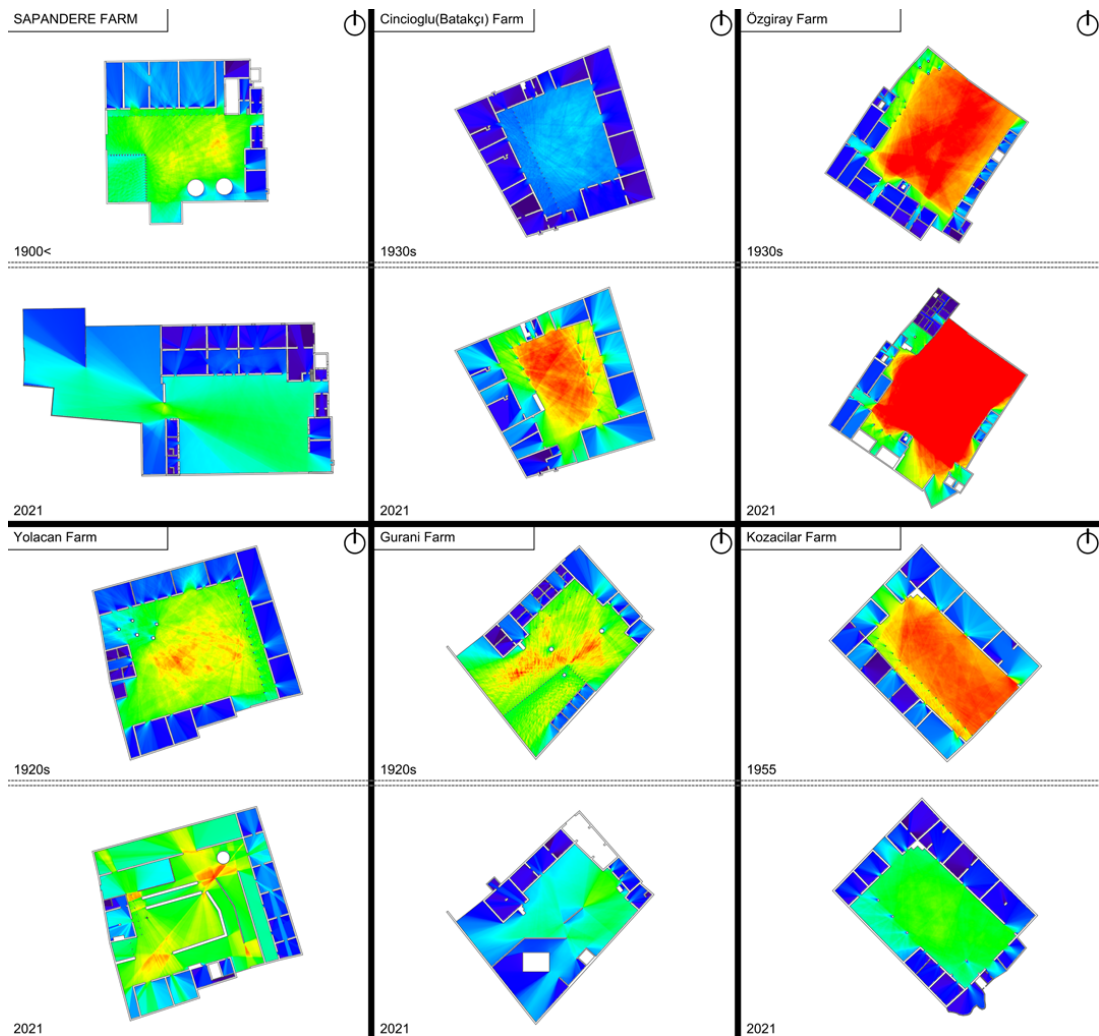 SAPANDERE FARM
Cincioglu(Batakçı) Farm
Özgiray Farm
1900<
1930s
1930s
2021
2021
2021
Yolacan Farm
Gurani Farm
Kozacilar Farm
1920s
1920s
1955
2021
2021
2021